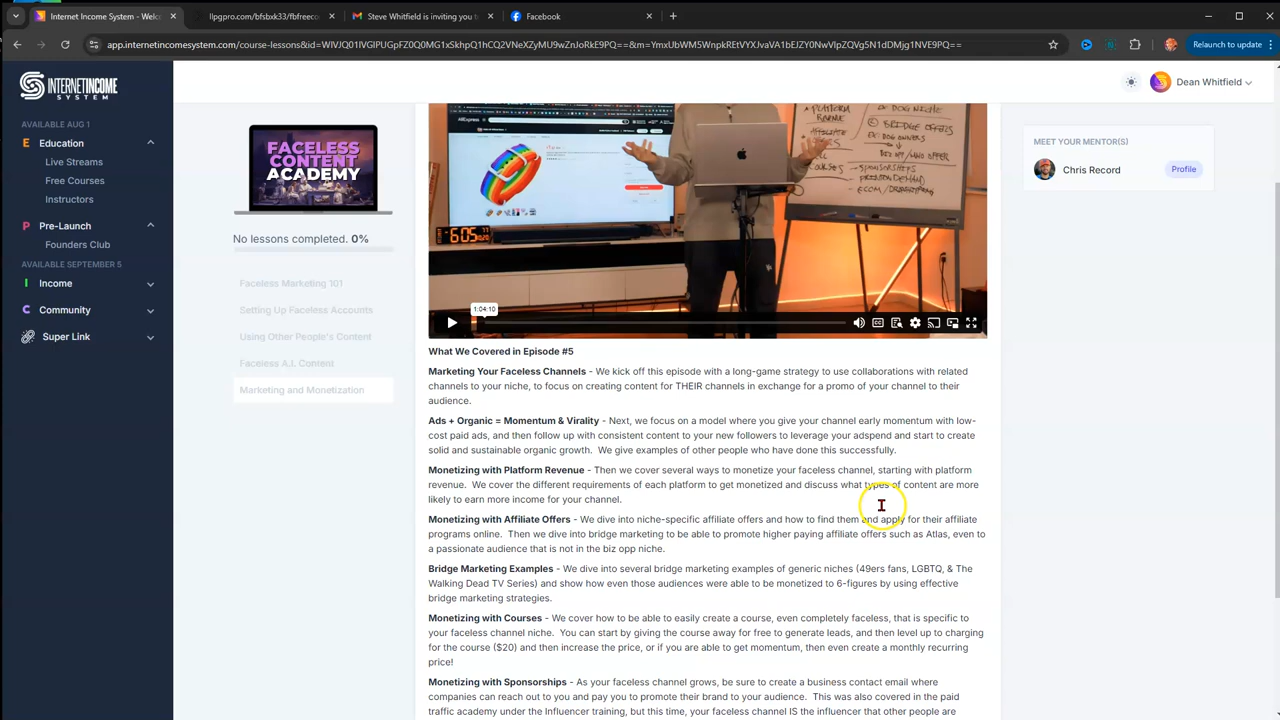 Internet Income System - Welc
llpgpro.com/bfsbxk33/fbfreeco
Steve Whitfield is inviting you t
Facebook
INTERNETINCOME
SYSTEM
Dean Whitfield
AVAILABLE AUG 1
E Education
Live Streams
Free Courses
Instructors
P Pre-Launch
Founders Club
AVAILABLE SEPTEMBER 5
I Income
C Community
Super Link
FACELESS
CONTENT
ACADEMY
No lessons completed. 0%
Faceless Marketing 101
Setting Up Faceless Accounts
Using Other People's Content
Faceless A.I. Content
Marketing and Monetization
AliExpress
6:05
1:04:10
What We Covered in Episode #5
Marketing Your Faceless Channels - We kick off this episode with a long-game strategy to use collaborations with related
channels to your niche, to focus on creating content for THEIR channels in exchange for a promo of your channel to their
audience.
Ads + Organic = Momentum & Virality - Next, we focus on a model where you give your channel early momentum with low-
cost paid ads, and then follow up with consistent content to your new followers to leverage your adspend and start to create
solid and sustainable organic growth. We give examples of other people who have done this successfully.
Monetizing with Platform Revenue - Then we cover several ways to monetize your faceless channel, starting with platform
revenue. We cover the different requirements of each platform to get monetized and discuss what types of content are more
likely to earn more income for your channel.
Monetizing with Affiliate Offers - We dive into niche-specific affiliate offers and how to find them and apply for their affiliate
programs online. Then we dive into bridge marketing to be able to promote higher paying affiliate offers such as Atlas, even to
a passionate audience that is not in the biz opp niche.
Bridge Marketing Examples - We dive into several bridge marketing examples of generic niches (49ers fans, LGBTQ, & The
Walking Dead TV Series) and show how even those audiences were able to be monetized to 6-figures by using effective
bridge marketing strategies.
Monetizing with Courses - We cover how to be able to easily create a course, even completely faceless, that is specific to
your faceless channel niche. You can start by giving the course away for free to generate leads, and then level up to charging
for the course ($20) and then increase the price, or if you are able to get momentum, then even create a monthly recurring
price!
Monetizing with Sponsorships - As your faceless channel grows, be sure to create a business contact email where
companies can reach out to you and pay you to promote their brand to your audience. This was also covered in the paid
traffic academy under the Influencer training, but this time, your faceless channel IS the influencer that other people are
MEET YOUR MENTOR(S)
Chris Record
Profile
Relaunch to update